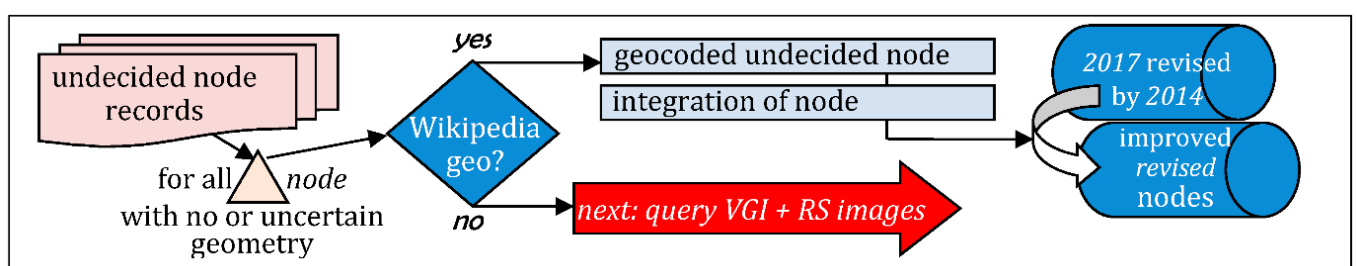 undecided node
records
for all node
with no or uncertain
geometry
yes
Wikipedia
geo?
no
geocoded undecided node
integration of node
next: query VGI + RS images
2017 revised
by 2014
improved
revised
nodes